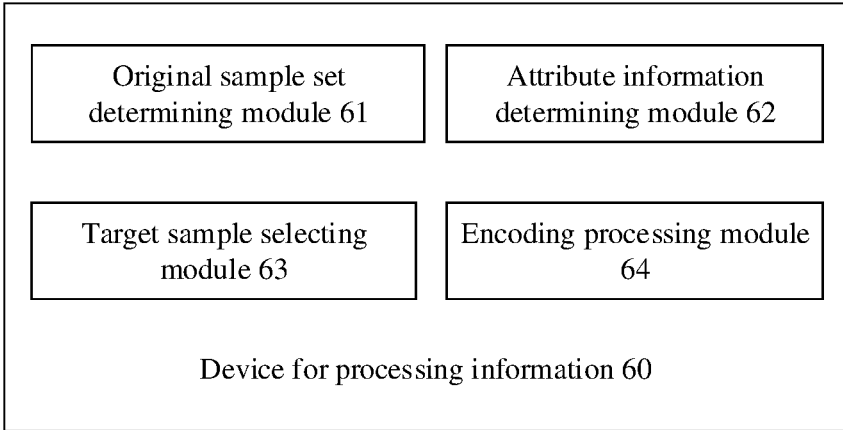 Original sample set
determining module 61
Attribute information
determining module 62
Target sample selecting
module 63
Encoding processing module
64
Device for processing information 60